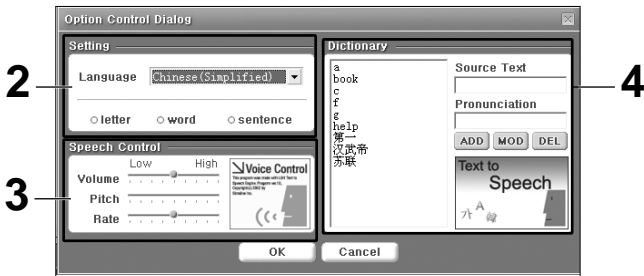 Option Control Dialog
Setting
Language Chinese(Simplified)
letter word sentence
2
Speech Control
Low High
Volume
Pitch
Rate
Voice Control
3
Dictionary
a
book
c
f
g
help
第一
汉武帝
苏联
Source Text
Pronunciation
ADD MOD DEL
Text to
Speech
4
OK Cancel